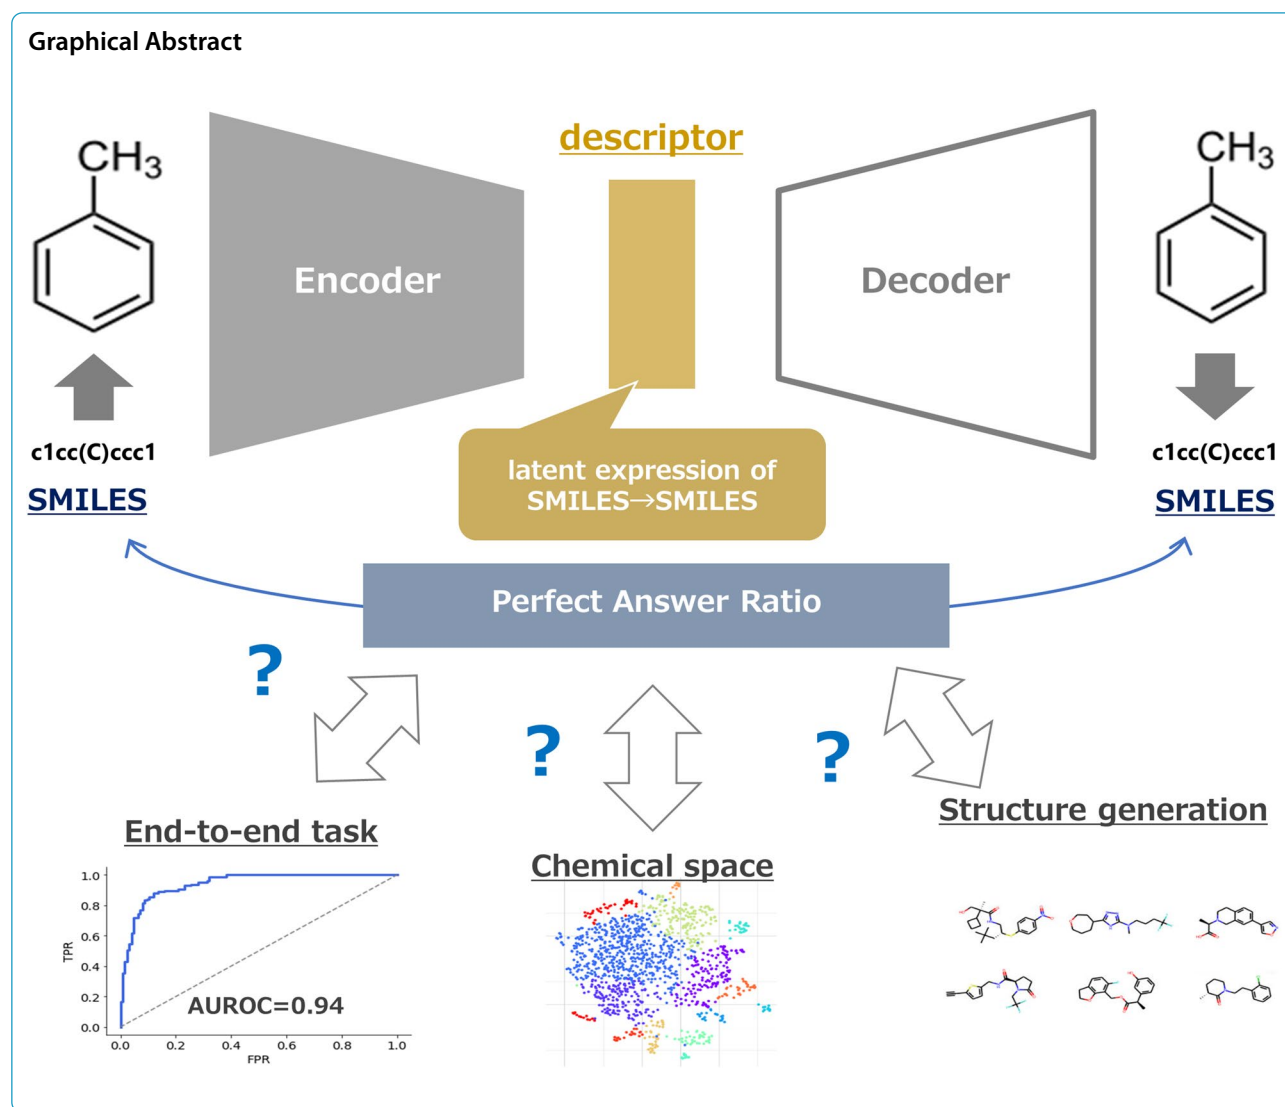 Graphical Abstract
CH3
Encoder
descriptor
Decoder
CH3
c1cc(C)ccc1
SMILES
latent expression of
SMILES→SMILES
c1cc(C)ccc1
SMILES
Perfect Answer Ratio
?
?
?
End-to-end task
1.0
0.8
0.6
0.4
0.2
0.0
TPR
AUROC=0.94
0.0 0.2 0.4 0.6 0.8 1.0
FPR
Chemical space
Structure generation